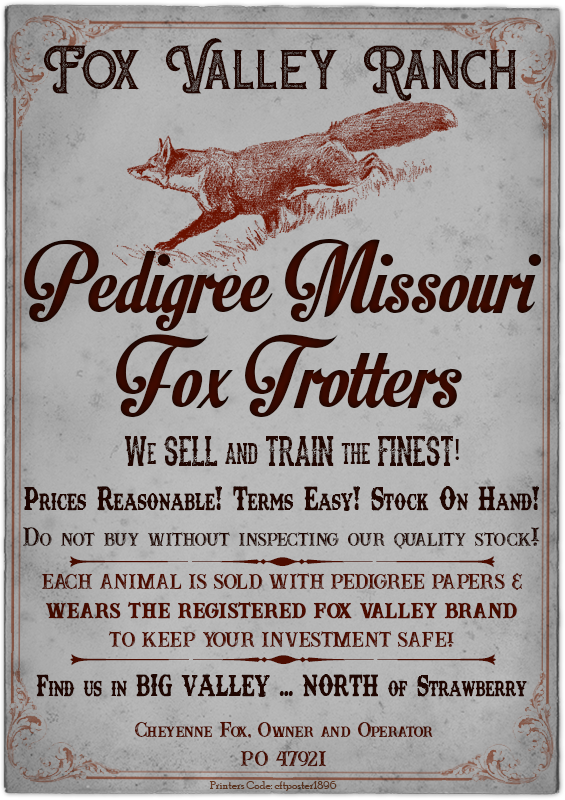 Fox Valley Ranch
Pedigree Missouri
Fox Trotters
We SELL and TRAIN the FINEST!
Prices Reasonable! Terms Easy! Stock On Hand!
Do not buy without inspecting our quality stock!
EACH ANIMAL IS SOLD WITH PEDIGREE PAPERS &
WEARS THE REGISTERED FOX VALLEY BRAND
TO KEEP YOUR INVESTMENT SAFE!
Find us in BIG VALLEY ... NORTH of Strawberry
Cheyenne Fox, Owner and Operator
PO 47921
Printers Code: cftposter1896